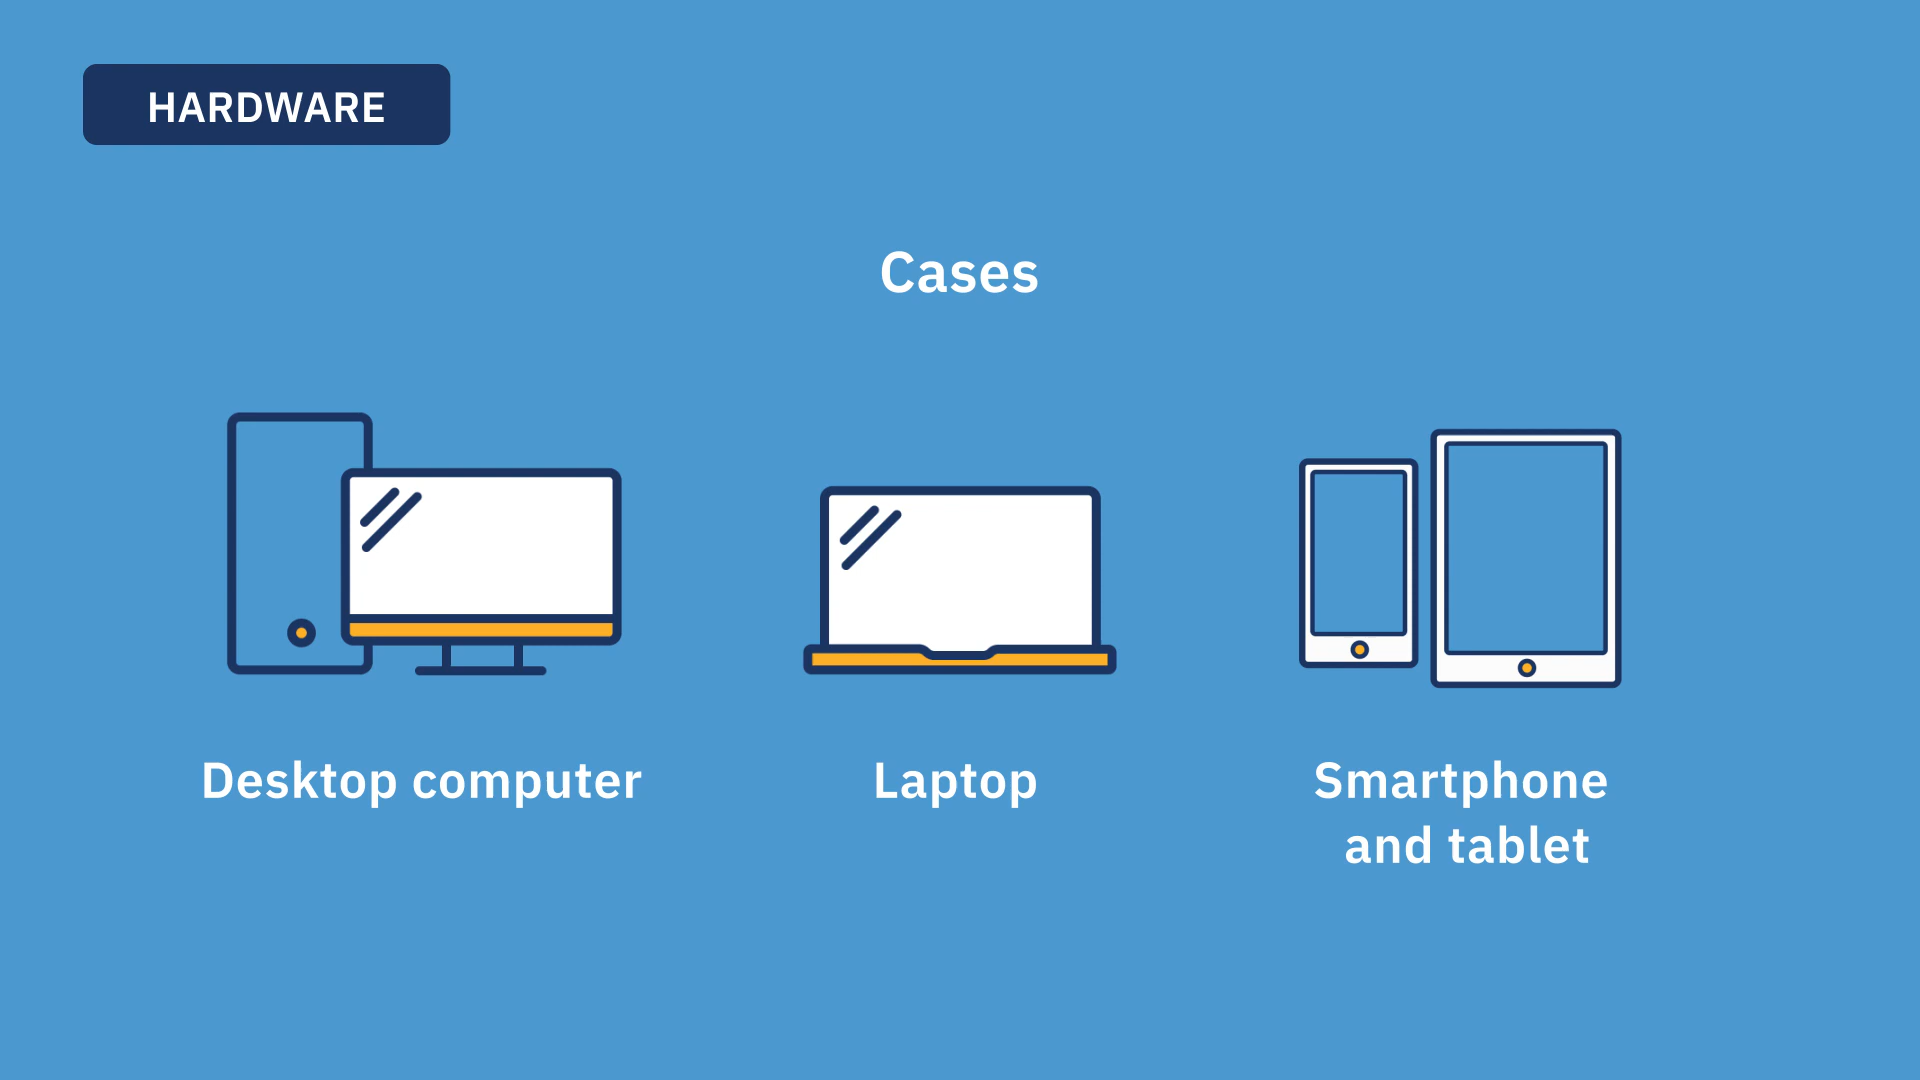 HARDWARE
Cases
Desktop computer
Laptop
Smartphone
and tablet